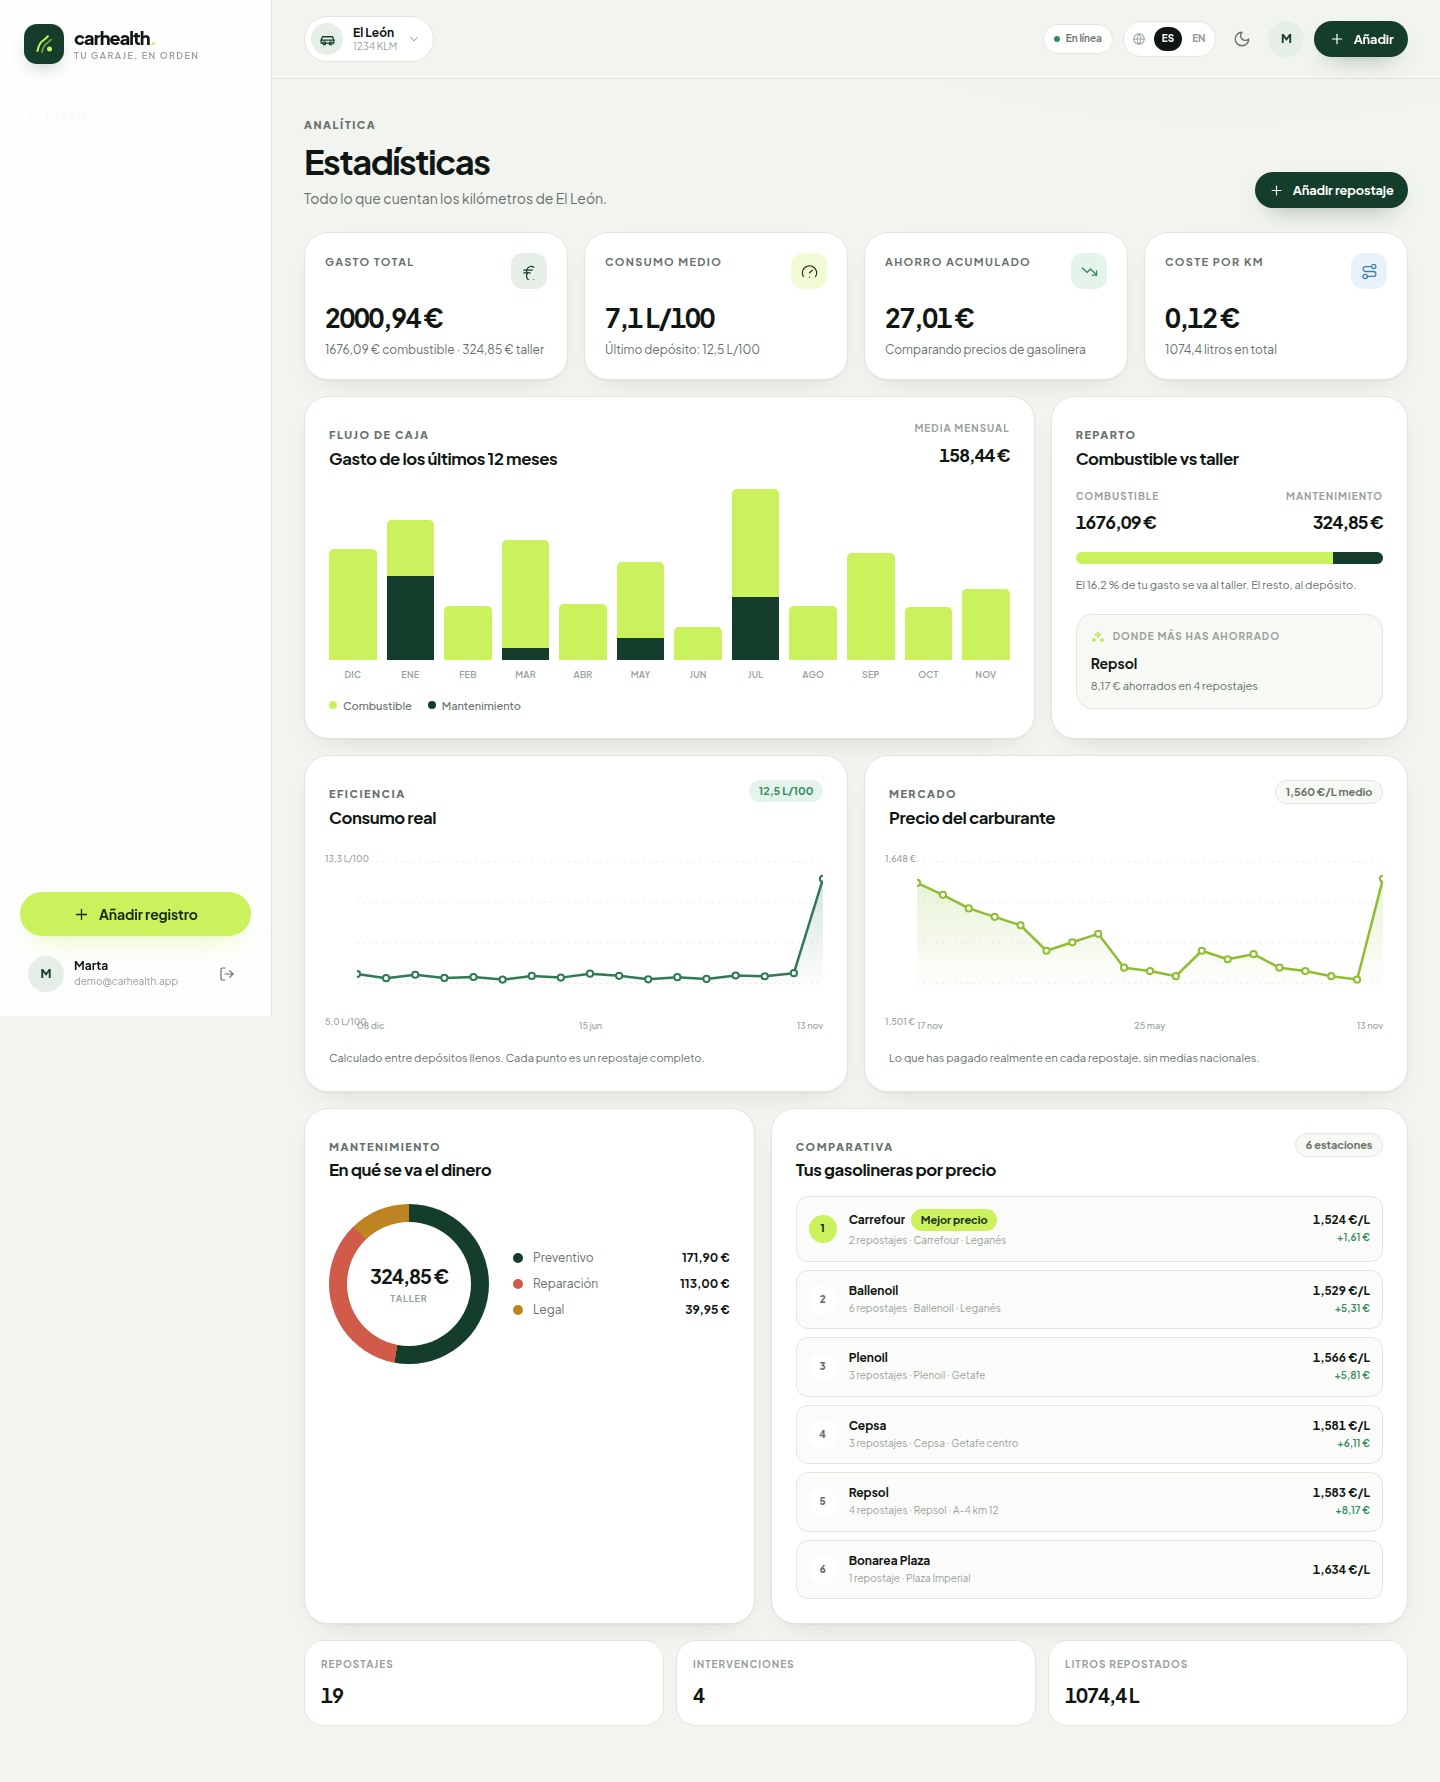 carhealth.
TU GARAJE, EN ORDEN
TU GARAJE
Añadir registro
M
Marta
demo@carhealth.app
El León
1234 KLM
En línea
ES
EN
M
Añadir
ANALÍTICA
Estadísticas
Todo lo que cuentan los kilómetros de El León.
Añadir repostaje
GASTO TOTAL
2000,94 €
1676,09 € combustible · 324,85 € taller
CONSUMO MEDIO
7,1 L/100
Último depósito: 12,5 L/100
AHORRO ACUMULADO
27,01 €
Comparando precios de gasolinera
COSTE POR KM
0,12 €
1074,4 litros en total
FLUJO DE CAJA
Gasto de los últimos 12 meses
MEDIA MENSUAL
158,44 €
DIC ENE FEB MAR ABR MAY JUN JUL AGO SEP OCT NOV
Combustible Mantenimiento
REPARTO
Combustible vs taller
COMBUSTIBLE MANTENIMIENTO
1676,09 € 324,85 €
El 16,2 % de tu gasto se va al taller. El resto, al depósito.
DONDE MÁS HAS AHORRADO
Repsol
8,17 € ahorrados en 4 repostajes
EFICIENCIA
Consumo real
12,5 L/100
13,3 L/100
5,0 L/100
08 dic 15 jun 13 nov
Calculado entre depósitos llenos. Cada punto es un repostaje completo.
MERCADO
Precio del carburante
1,560 €/L medio
1,648 €
1,501 €
17 nov 25 may 13 nov
Lo que has pagado realmente en cada repostaje, sin medias nacionales.
MANTENIMIENTO
En qué se va el dinero
324,85 €
TALLER
Preventivo 171,90 €
Reparación 113,00 €
Legal 39,95 €
COMPARATIVA
Tus gasolineras por precio
6 estaciones
1
Carrefour Mejor precio
2 repostajes · Carrefour · Leganés
1,524 €/L
+1,61 €
2
Ballenoil
6 repostajes · Ballenoil · Leganés
1,529 €/L
+5,31 €
3
Plenoil
3 repostajes · Plenoil · Getafe
1,566 €/L
+5,81 €
4
Cepsa
3 repostajes · Cepsa · Getafe centro
1,581 €/L
+6,11 €
5
Repsol
4 repostajes · Repsol · A-4 km 12
1,583 €/L
+8,17 €
6
Bonarea Plaza
1 repostaje · Plaza Imperial
1,634 €/L
REPOSTAJES
19
INTERVENCIONES
4
LITROS REPOSTADOS
1074,4 L